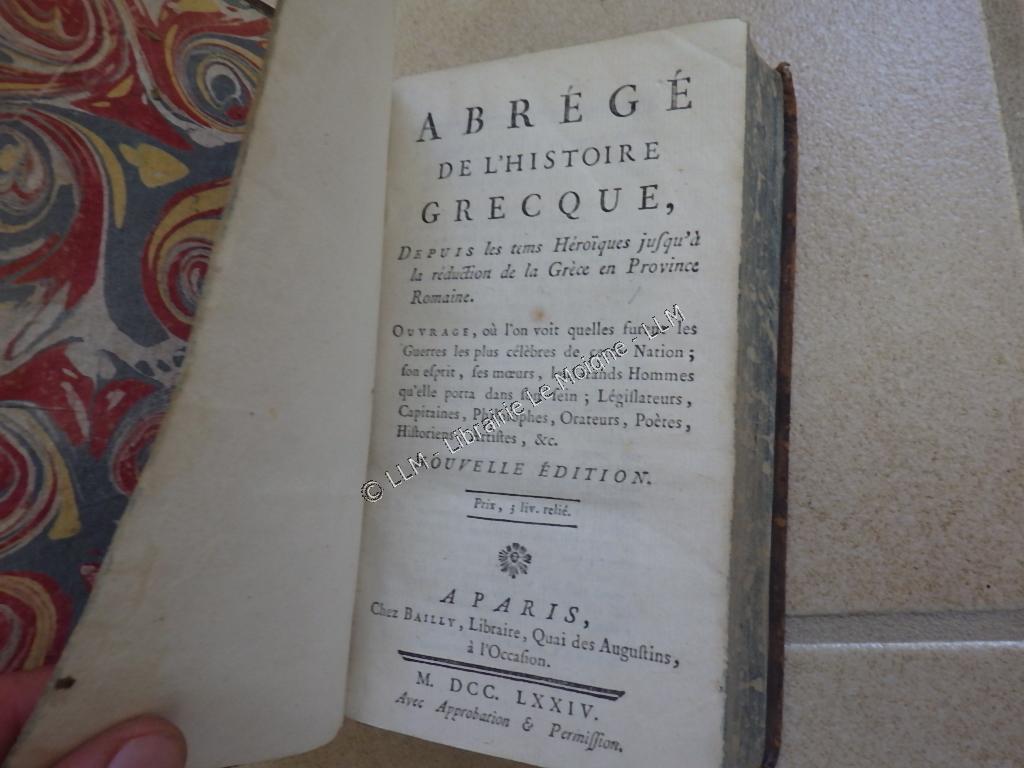 ABRÉGÉ
DE L'HISTOIRE
GRECQUE,
DEPUIS les tems Héroïques juſqu'à
la réduction de la Grèce en Province
Romaine.
OUVRAGE, où l'on voit quelles furent les
Guerres les plus célèbres de cette Nation;
ſon eſprit, ſes mœurs, les grands Hommes
qu'elle porta dans ſon ſein; Légiſlateurs,
Capitaines, Philoſophes, Orateurs, Poètes,
Hiſtoriens, Artiſtes, &c.
NOUVELLE ÉDITION.
Prix, 3 liv. relié.
A PARIS,
Chez BAILLY, Libraire, Quai des Auguſtins,
à l'Occaſion.
M. DCC. LXXIV.
Avec Approbation & Permiſſion.
© LLM - Librairie Le Moigne - LLM